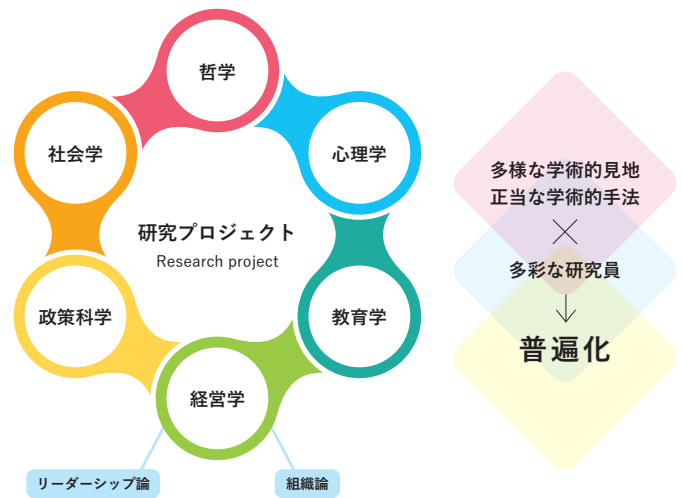 哲学
社会学
心理学
研究プロジェクト
Research project
政策科学
教育学
経営学
リーダーシップ論
組織論
多様な学術的見地
正当な学術的手法
多彩な研究員
普遍化